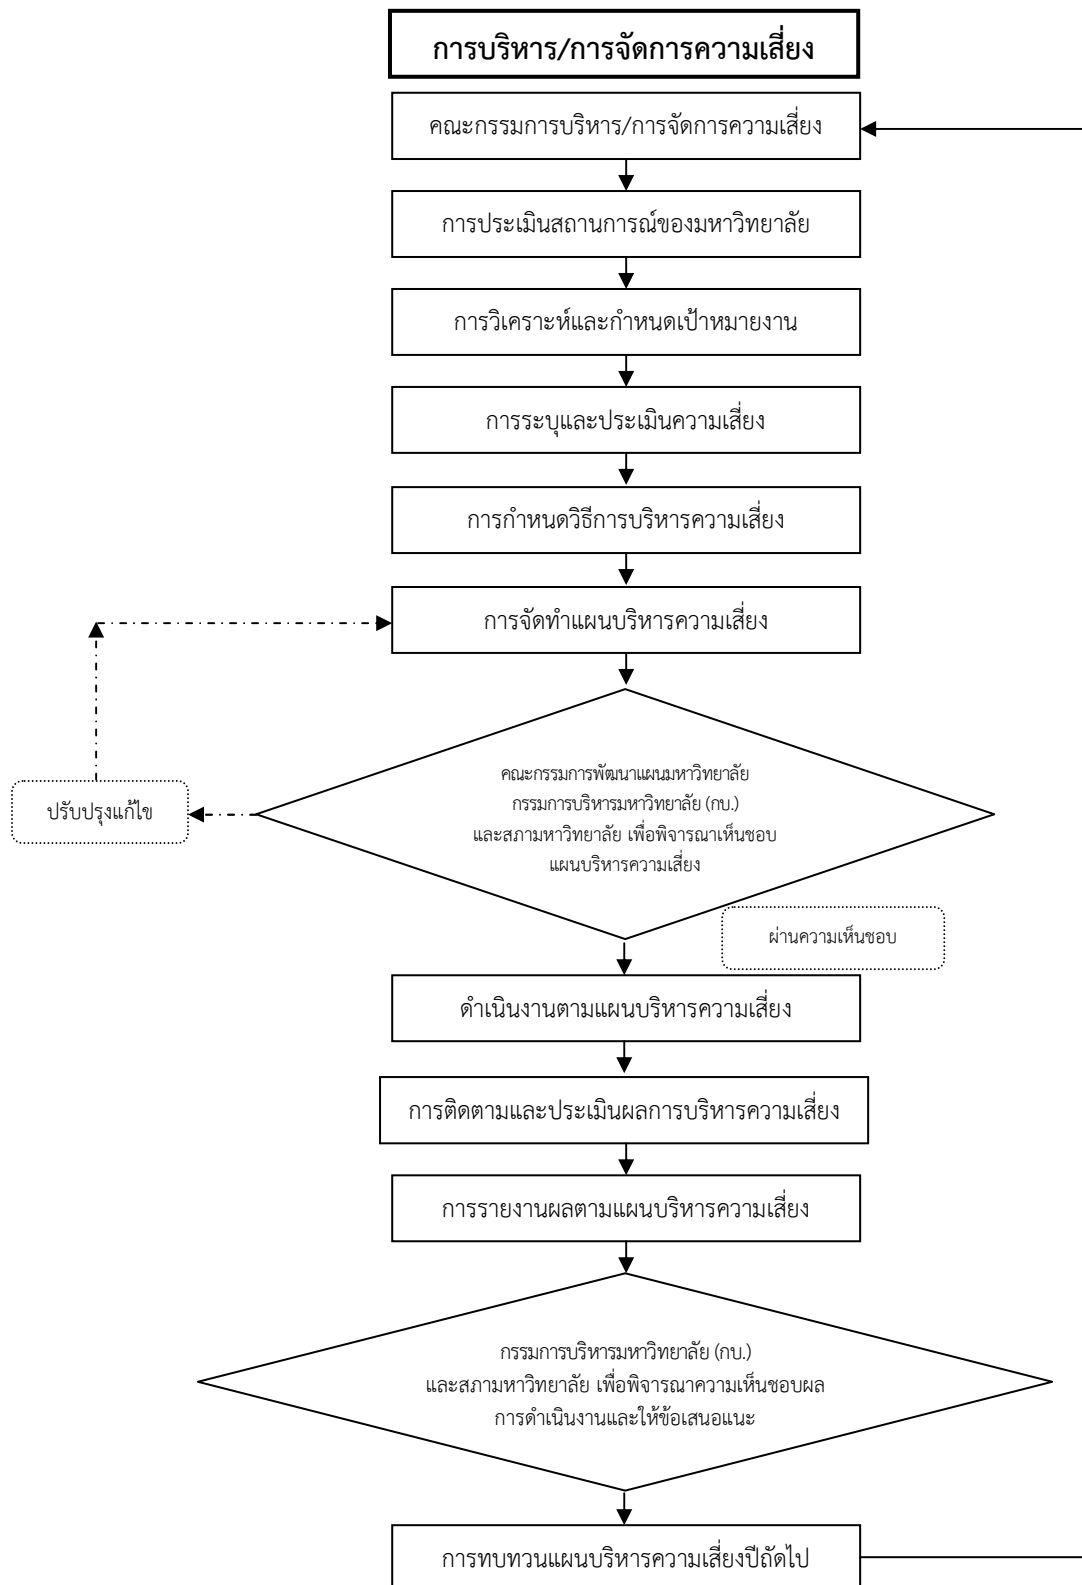 การบริหาร/การจัดการความเสี่ยง
คณะกรรมการบริหาร/การจัดการความเสี่ยง
การประเมินสถานการณ์ของมหาวิทยาลัย
การวิเคราะห์และกำหนดเป้าหมายงาน
การระบุและประเมินความเสี่ยง
การกำหนดวิธีการบริหารความเสี่ยง
การจัดทำแผนบริหารความเสี่ยง
คณะกรรมการพัฒนาแผนมหาวิทยาลัย
กรรมการบริหารมหาวิทยาลัย (กบ.)
และสภามหาวิทยาลัย เพื่อพิจารณาเห็นชอบ
แผนบริหารความเสี่ยง
ปรับปรุงแก้ไข
ผ่านความเห็นชอบ
ดำเนินงานตามแผนบริหารความเสี่ยง
การติดตามและประเมินผลการบริหารความเสี่ยง
การรายงานผลตามแผนบริหารความเสี่ยง
กรรมการบริหารมหาวิทยาลัย (กบ.)
และสภามหาวิทยาลัย เพื่อพิจารณาความเห็นชอบผล
การดำเนินงานและให้ข้อเสนอแนะ
การทบทวนแผนบริหารความเสี่ยงปีถัดไป